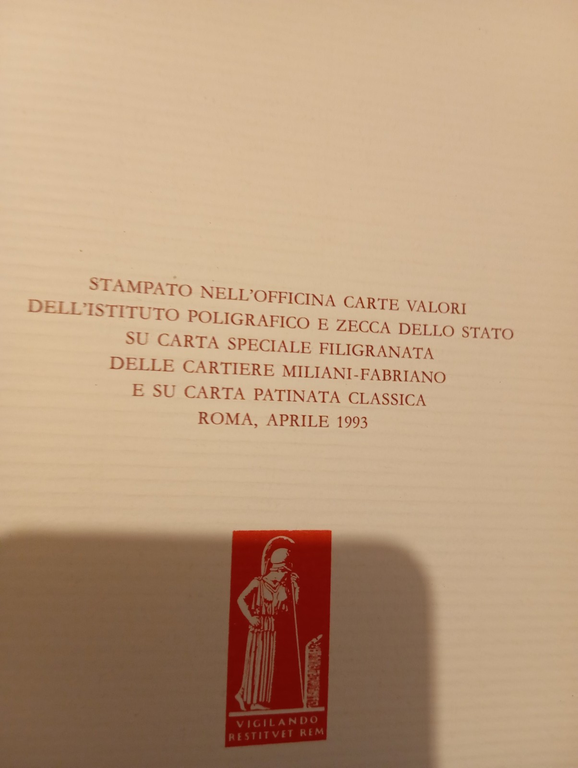 STAMPATO NELL'OFFICINA CARTE VALORI
DELL'ISTITUTO POLIGRAFICO E ZECCA DELLO STATO
SU CARTA SPECIALE FILIGRANATA
DELLE CARTIERE MILIANI-FABRIANO
E SU CARTA PATINATA CLASSICA
ROMA, APRILE 1993
VIGILANDO
RESTITVET REM